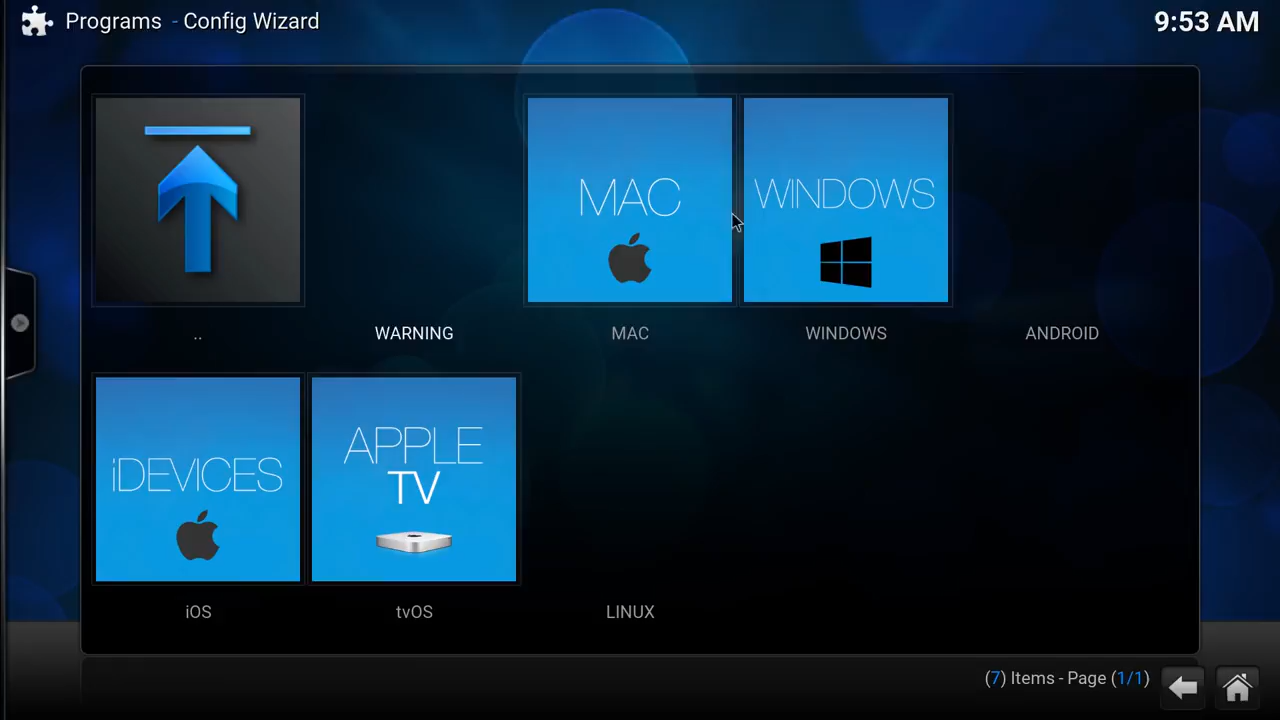 Programs - Config Wizard
9:53 AM
MAC
WINDOWS
..
WARNING
MAC
WINDOWS
ANDROID
iDEVICES
APPLE
TV
iOS
tvOS
LINUX
(7) Items - Page (1/1)